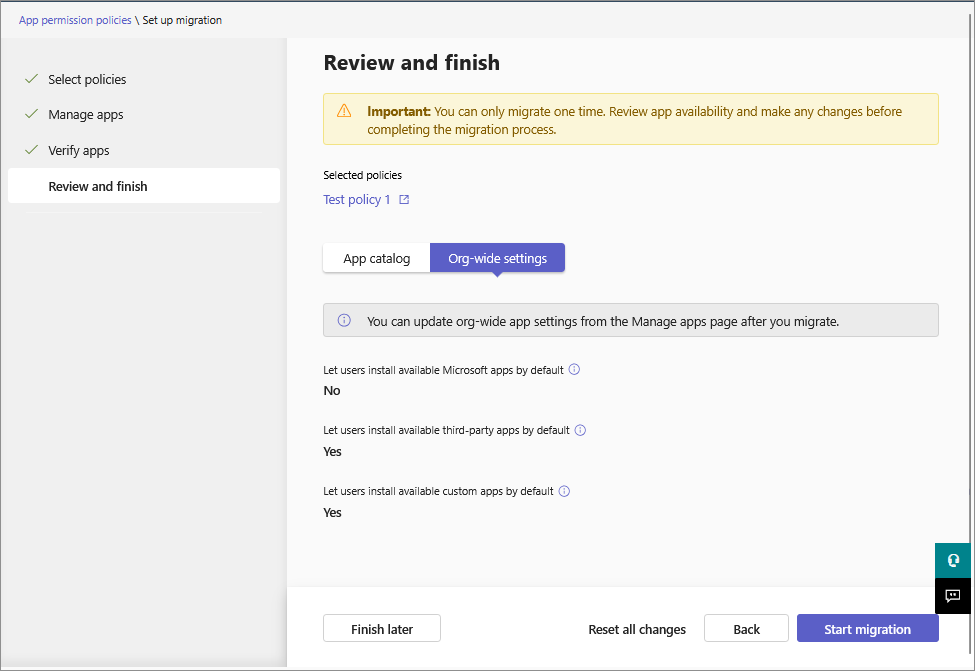 App permission policies \ Set up migration
Select policies
Manage apps
Verify apps
Review and finish
Review and finish
Important: You can only migrate one time. Review app availability and make any changes before
completing the migration process.
Selected policies
Test policy 1
App catalog
Org-wide settings
You can update org-wide app settings from the Manage apps page after you migrate.
Let users install available Microsoft apps by default
No
Let users install available third-party apps by default
Yes
Let users install available custom apps by default
Yes
Finish later
Reset all changes
Back
Start migration